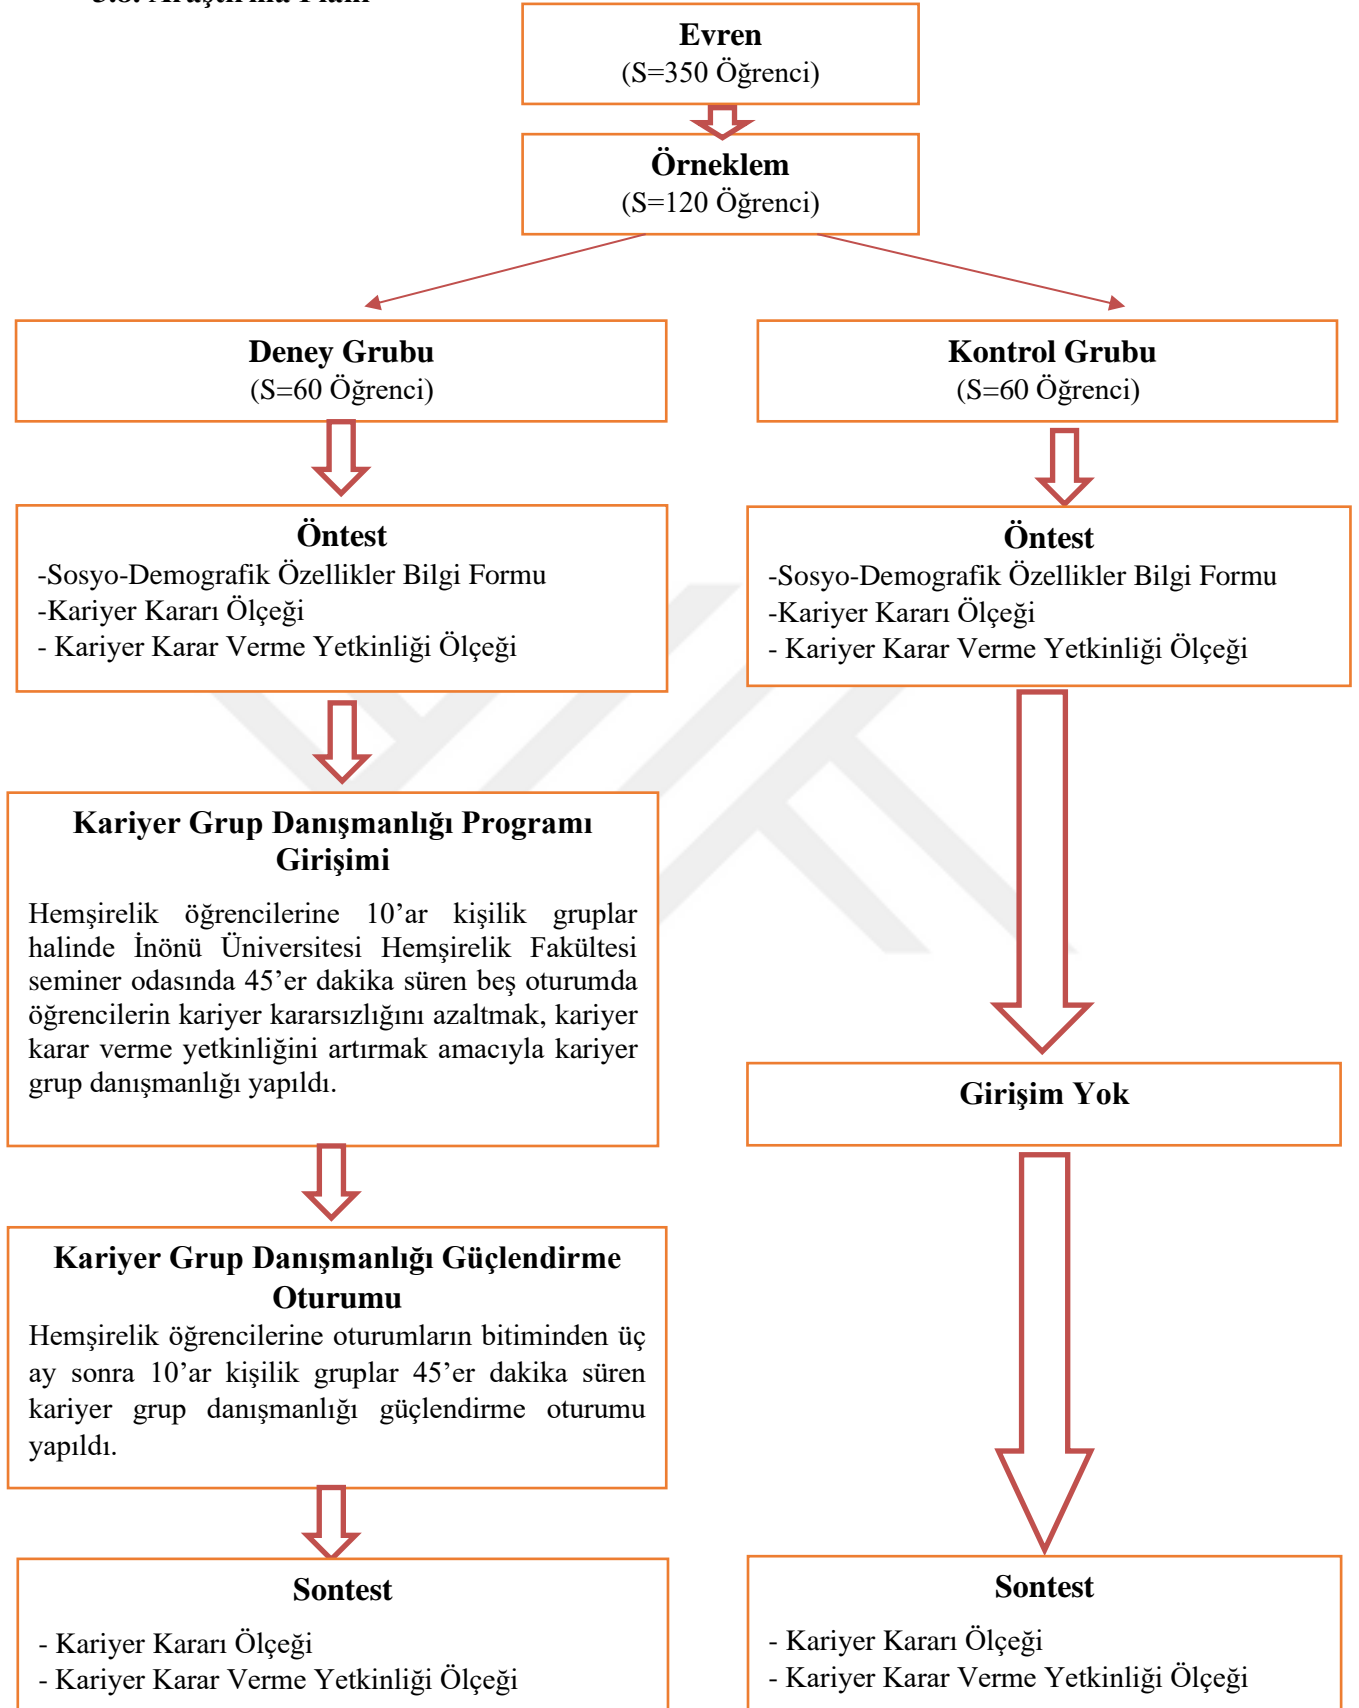 3.8. Araştırma Planı
Evren
(S=350 Öğrenci)
Örneklem
(S=120 Öğrenci)
Deney Grubu
(S=60 Öğrenci)
Kontrol Grubu
(S=60 Öğrenci)
Öntest
-Sosyo-Demografik Özellikler Bilgi Formu
-Kariyer Kararı Ölçeği
- Kariyer Karar Verme Yetkinliği Ölçeği
Öntest
-Sosyo-Demografik Özellikler Bilgi Formu
-Kariyer Kararı Ölçeği
- Kariyer Karar Verme Yetkinliği Ölçeği
Kariyer Grup Danışmanlığı Programı
Girişimi
Hemşirelik öğrencilerine 10’ar kişilik gruplar
halinde İnönü Üniversitesi Hemşirelik Fakültesi
seminer odasında 45’er dakika süren beş oturumda
öğrencilerin kariyer kararsızlığını azaltmak, kariyer
karar verme yetkinliğini artırmak amacıyla kariyer
grup danışmanlığı yapıldı.
Girişim Yok
Kariyer Grup Danışmanlığı Güçlendirme
Oturumu
Hemşirelik öğrencilerine oturumların bitiminden üç
ay sonra 10’ar kişilik gruplar 45’er dakika süren
kariyer grup danışmanlığı güçlendirme oturumu
yapıldı.
Sontest
- Kariyer Kararı Ölçeği
- Kariyer Karar Verme Yetkinliği Ölçeği
Sontest
- Kariyer Kararı Ölçeği
- Kariyer Karar Verme Yetkinliği Ölçeği